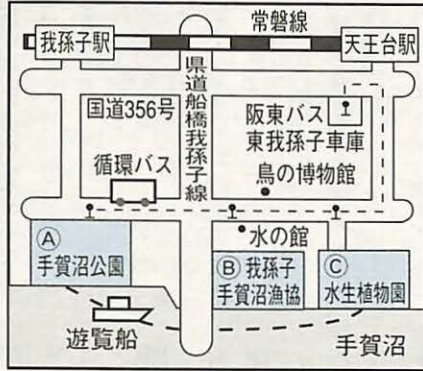 常磐線
我孫子駅
天王台駅
県道船橋我孫子線
国道356号
阪東バス
東我孫子車庫
循環バス
鳥の博物館
水の館
Ⓐ
手賀沼公園
Ⓑ 我孫子
手賀沼漁協
Ⓒ
水生植物園
遊覧船
手賀沼